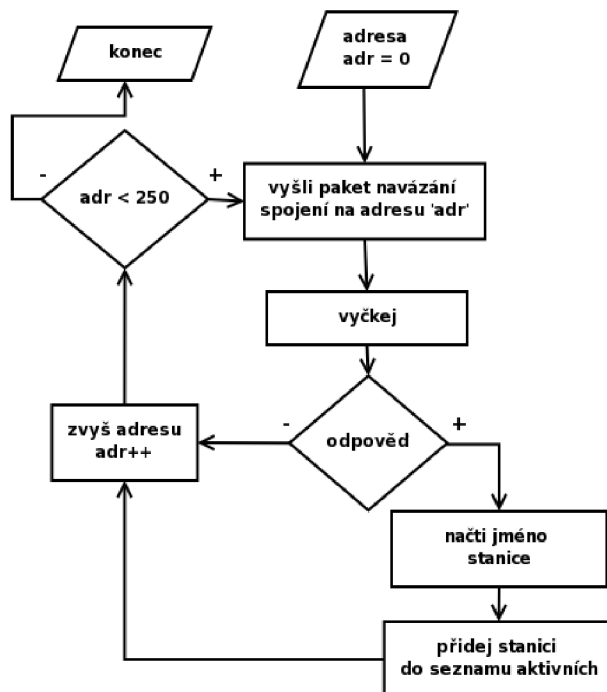 adresa
adr = 0
konec
-
adr < 250
+
vyšli paket navázání
spojení na adresu 'adr'
vyčkej
zvyš adresu
adr++
-
odpověd
+
načti jméno
stanice
přidej stanici
do seznamu aktivních